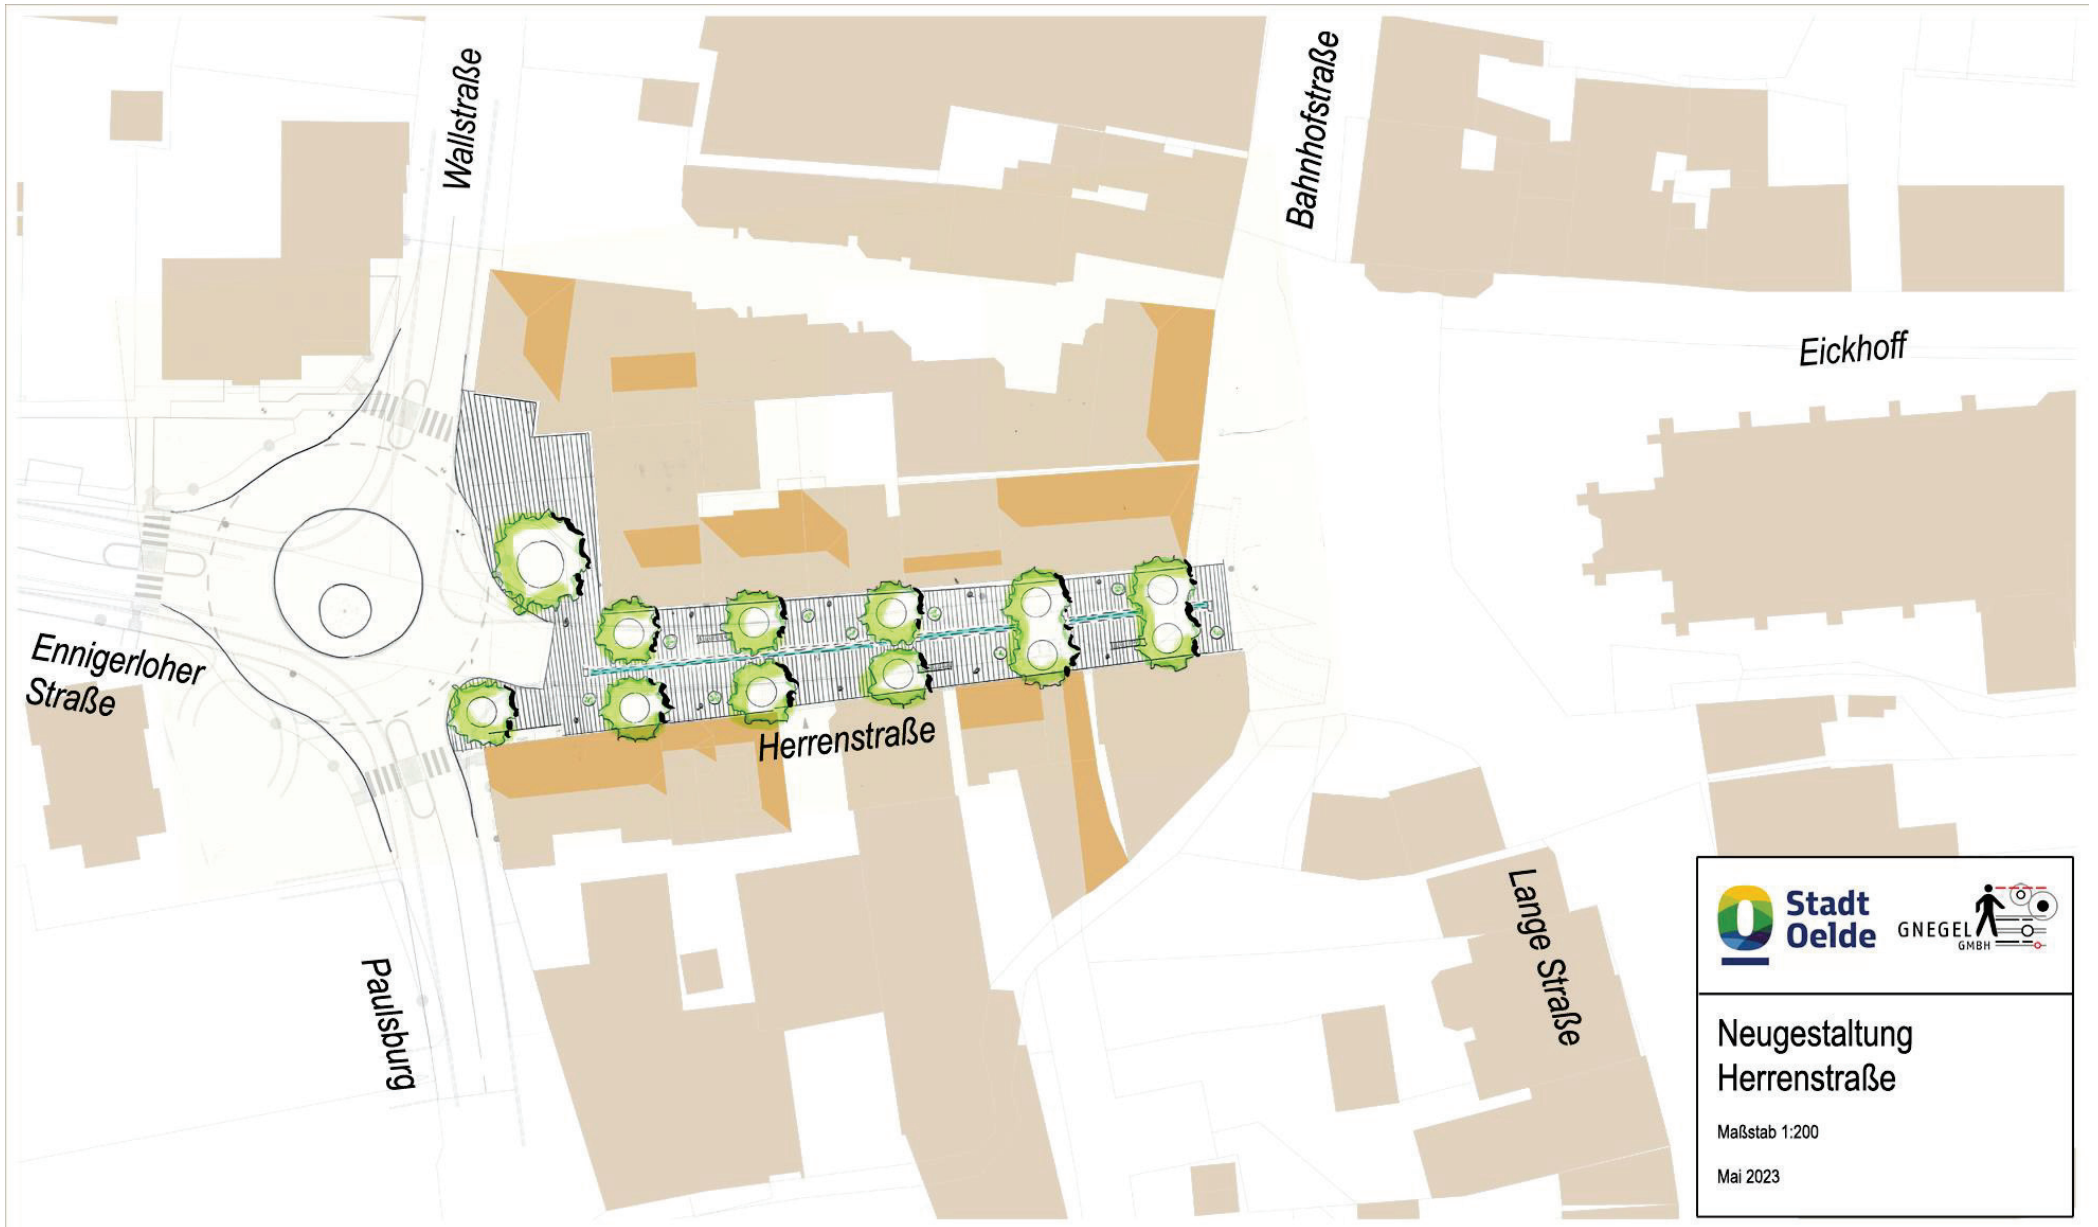 Wallstraße
Bahnhofstraße
Eickhoff
Ennigerloher
Straße
Herrenstraße
Paulsburg
Lange Straße
Stadt
Oelde
GNEGEL
GMBH
Neugestaltung
Herrenstraße
Maßstab 1:200
Mai 2023